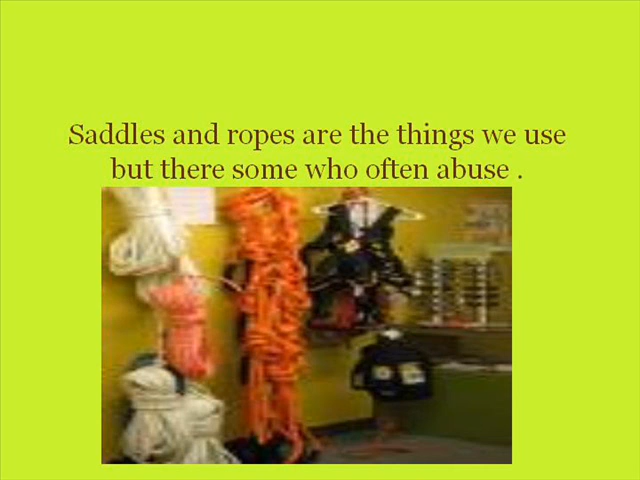 Saddles and ropes are the things we use
but there some who often abuse .